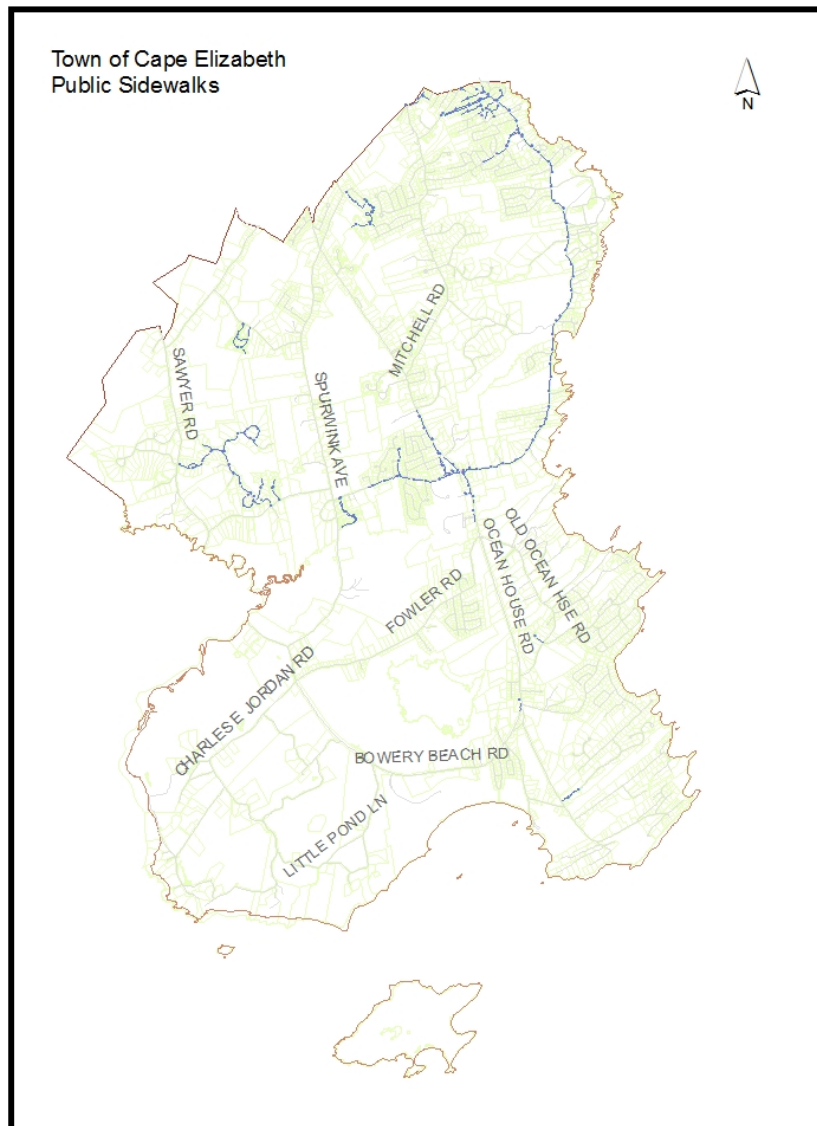 Town of Cape Elizabeth
Public Sidewalks
N
MITCHELL RD
SAWYER RD
SPURWINK AVE
OLD OCEAN HSE RD
OCEAN HOUSE RD
FOWLER RD
CHARLES E JORDAN RD
BOWERY BEACH RD
LITTLE POND LN